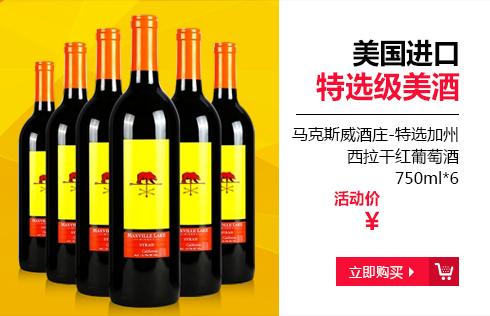 美国进口
特选级美酒
马克斯威酒庄-特选加州
西拉干红葡萄酒
750ml*6
活动价
¥
立即购买
MAXVILLE LAKE
SYRAH
California